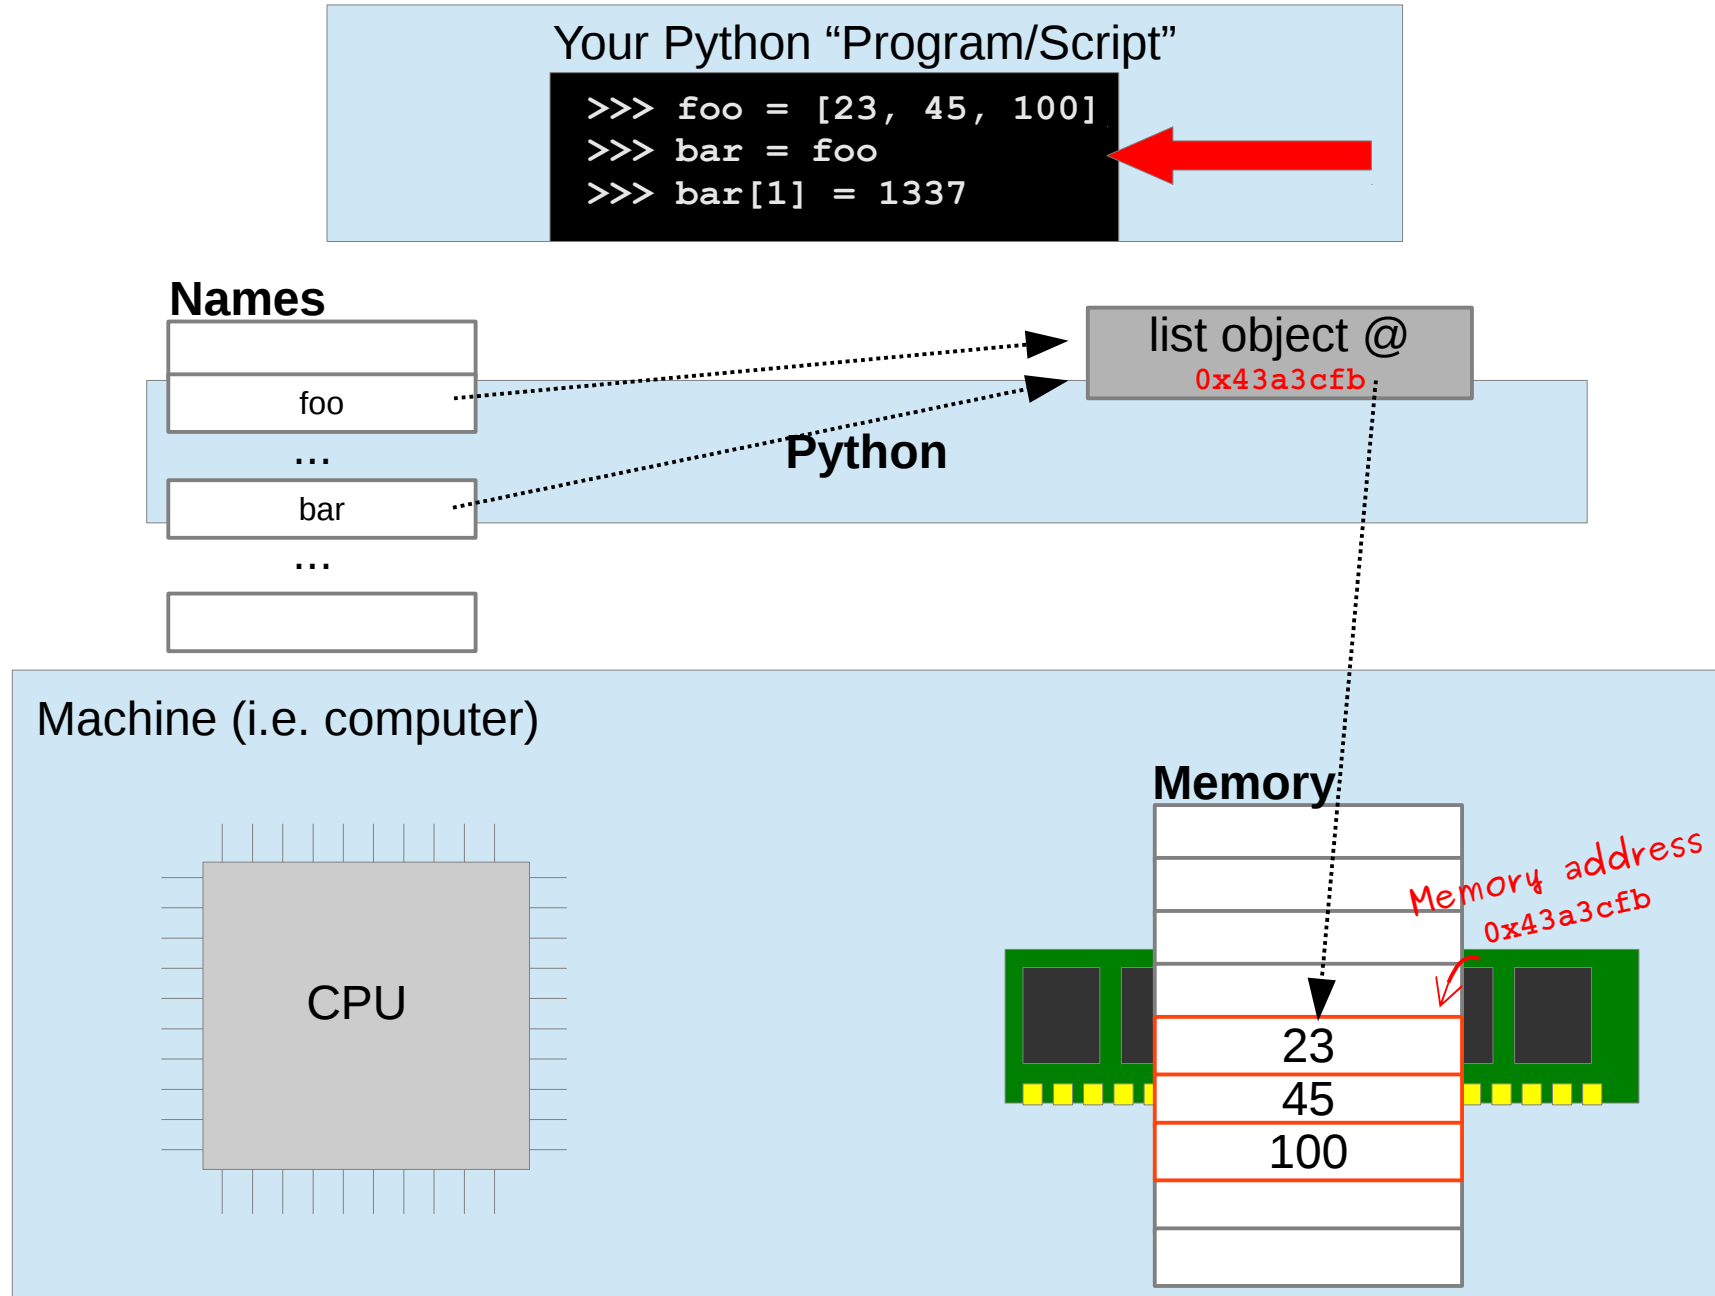 Your Python “Program/Script”
>>> foo = [23, 45, 100]
>>> bar = foo
>>> bar[1] = 1337
Names
foo
...
bar
...
list object @
0x43a3cfb
Python
Machine (i.e. computer)
CPU
Memory
Memory address
0x43a3cfb
23
45
100